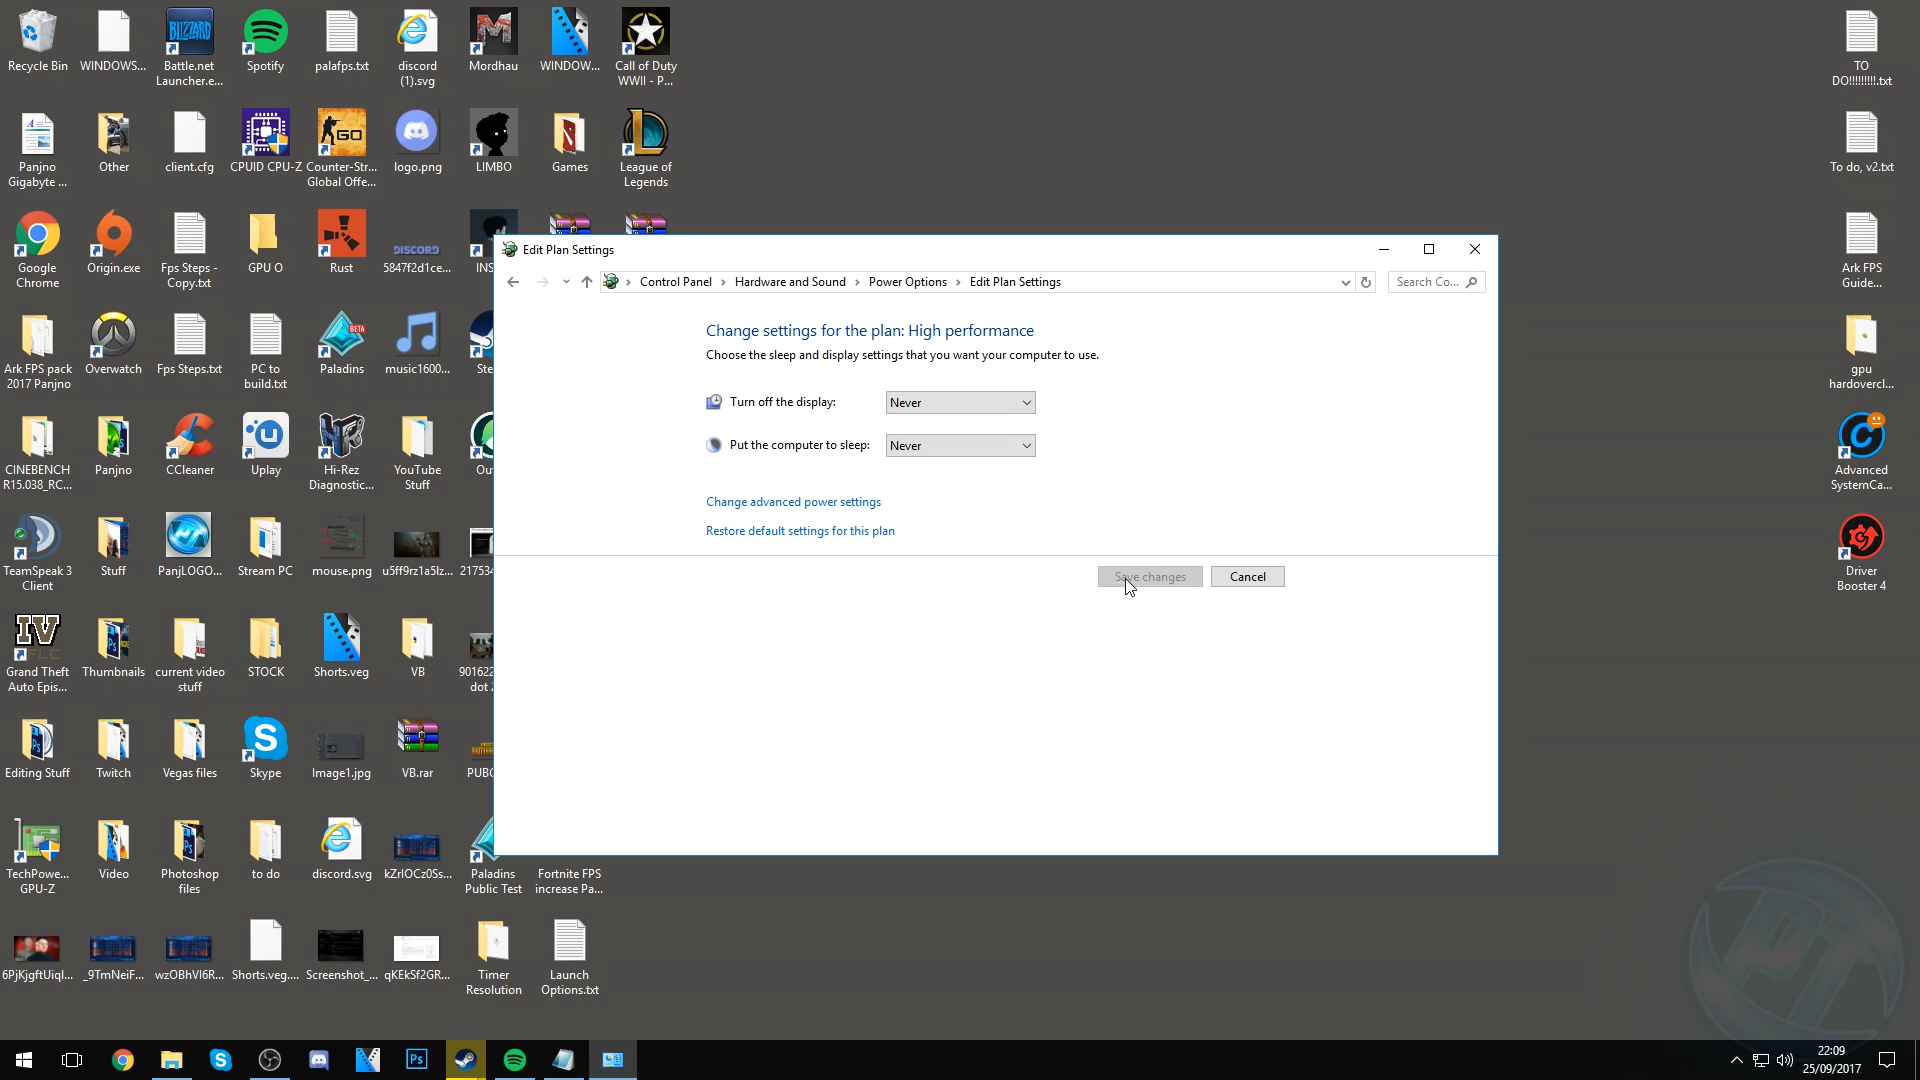 Recycle Bin
WINDOWS...
Battle.net
Launcher.e...
Spotify
palafps.txt
discord
(1).svg
Mordhau
WINDOW...
Call of Duty
WWII - P...
TO
DO!!!!!!!!!.txt
Panjno
Gigabyte ...
Other
client.cfg
CPUID CPU-Z
Counter-Str...
Global Offe...
logo.png
LIMBO
Games
League of
Legends
To do, v2.txt
Google
Chrome
Origin.exe
Fps Steps -
Copy.txt
GPU O
Rust
DISCORD
5847f2d1ce...
INS
Ark FPS
Guide...
Ark FPS pack
2017 Panjno
Overwatch
Fps Steps.txt
PC to
build.txt
BETA
Paladins
music1600...
Ste
gpu
hardovercl...
CINEBENCH
R15.038_RC...
Panjno
CCleaner
Uplay
Hi-Rez
Diagnostic...
YouTube
Stuff
Ou
Advanced
SystemCa...
TeamSpeak 3
Client
Stuff
PanjLOGO...
Stream PC
mouse.png
u5ff9rz1a5lz...
21753
Driver
Booster 4
IV
Grand Theft
Auto Epis...
Thumbnails
current video
stuff
STOCK
Shorts.veg
VB
90162
dot
Editing Stuff
Twitch
Vegas files
Skype
Image1.jpg
VB.rar
PUBG
TechPowe...
GPU-Z
Video
Photoshop
files
to do
discord.svg
kZrIOCz0Ss...
Paladins
Public Test
Fortnite FPS
increase Pa...
6PjKjgftUiqI...
_9TmNeiF...
wzOBhVI6R...
Shorts.veg....
Screenshot_...
qKEkSf2GR...
Timer
Resolution
Launch
Options.txt
Edit Plan Settings
Control Panel
Hardware and Sound
Power Options
Edit Plan Settings
Search Co...
Change settings for the plan: High performance
Choose the sleep and display settings that you want your computer to use.
Turn off the display:
Never
Put the computer to sleep:
Never
Change advanced power settings
Restore default settings for this plan
Save changes
Cancel
22:09
25/09/2017